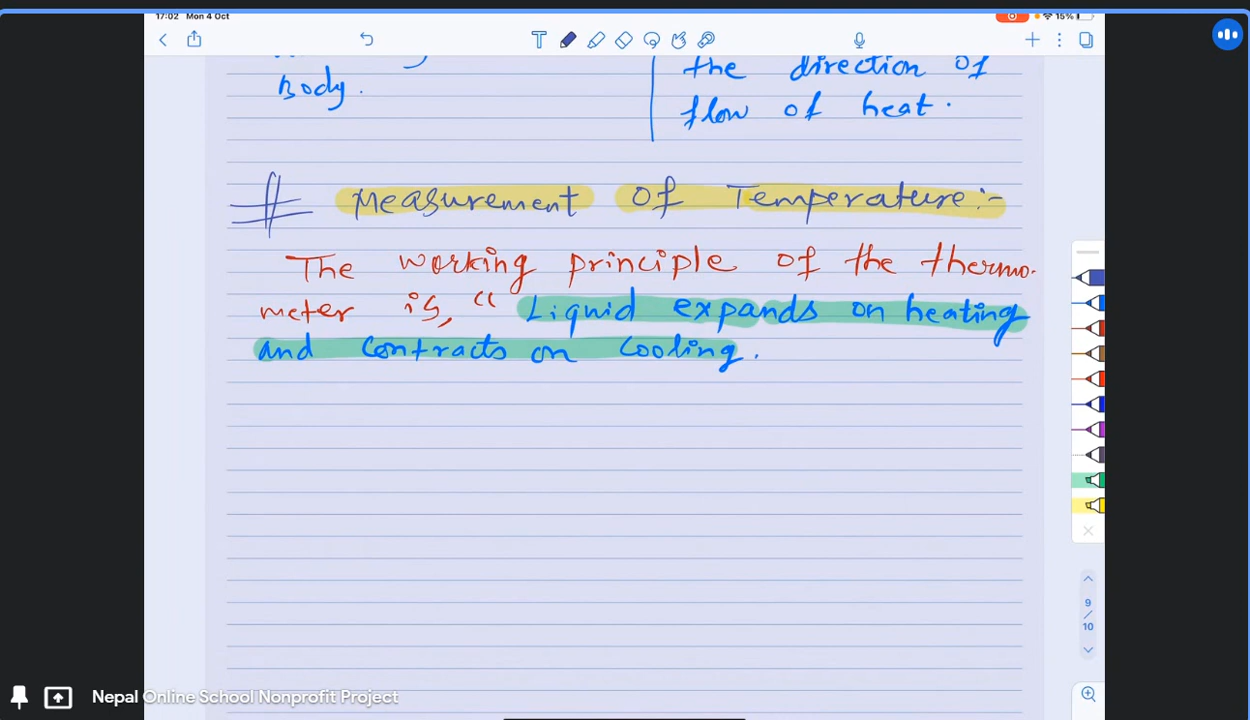 17:02 Mon 4 Oct
15%
Body.
the direction of
flow of heat.
# Measurement of Temperature:-
The working principle of the thermo-
meter is, “ Liquid expands on heating
and contracts on cooling.
9
/
10
Nepal Online School Nonprofit Project